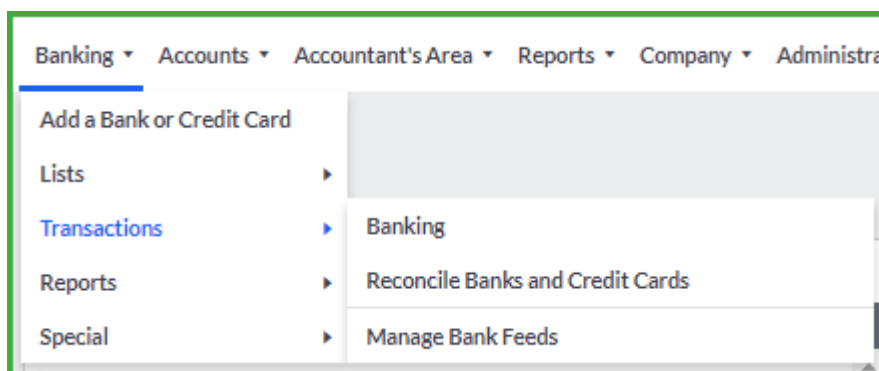 Banking Accounts Accountant's Area Reports Company Administra
Add a Bank or Credit Card
Lists
Transactions Banking
Reports Reconcile Banks and Credit Cards
Special Manage Bank Feeds